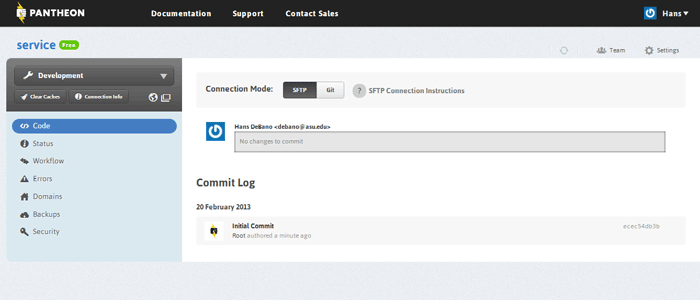 PANTHEON Documentation Support Contact Sales Hans
service Free
Team Settings
Development
Clear Caches Connection Info
Connection Mode: SFTP Git ? SFTP Connection Instructions
Code
Status
Workflow
Errors
Domains
Backups
Security
Hans DeBano <debano@asu.edu>
No changes to commit
Commit Log
20 February 2013
Initial Commit ecec54db3b
Root authored a minute ago